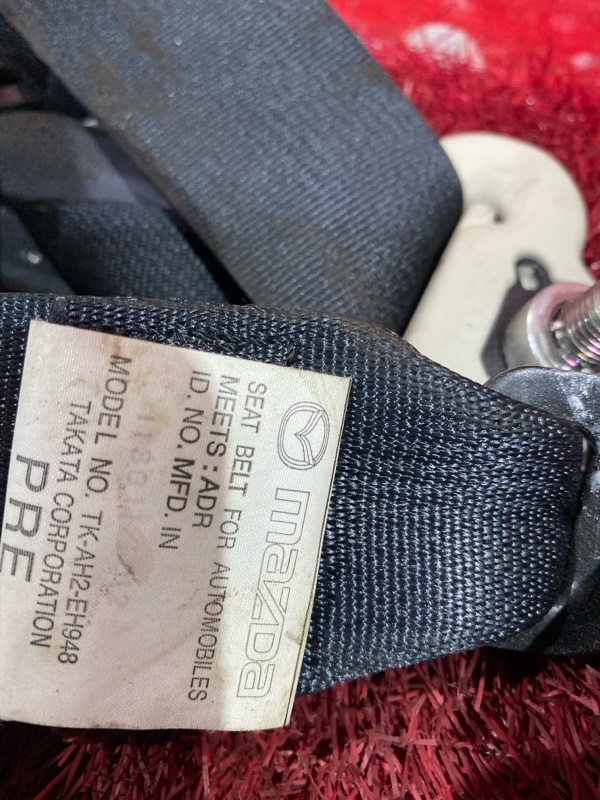 mazda
SEAT BELT FOR AUTOMOBILES
MEETS : ADR
ID. NO. MFD. IN
MODEL NO. TK-AH2-EH948
TAKATA CORPORATION
PRE